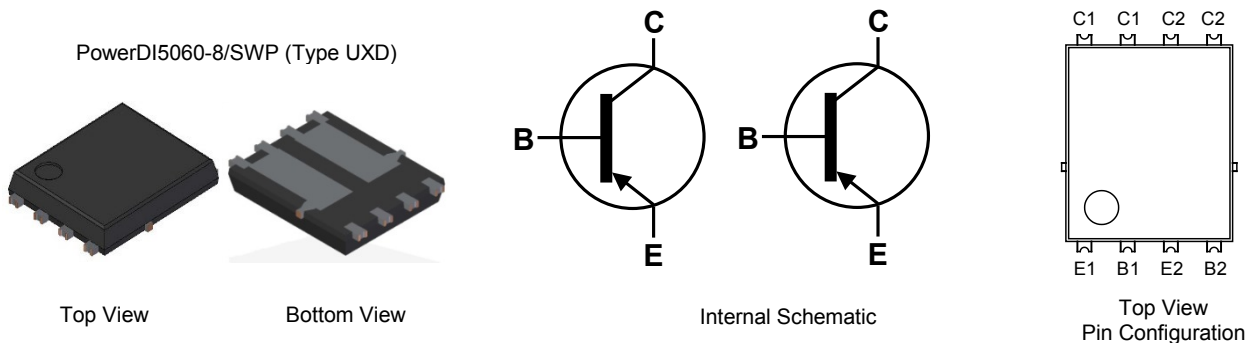 PowerDI5060-8/SWP (Type UXD)
Top View
Bottom View
C
B
E
C
B
E
Internal Schematic
C1 C1 C2 C2
E1 B1 E2 B2
Top View
Pin Configuration